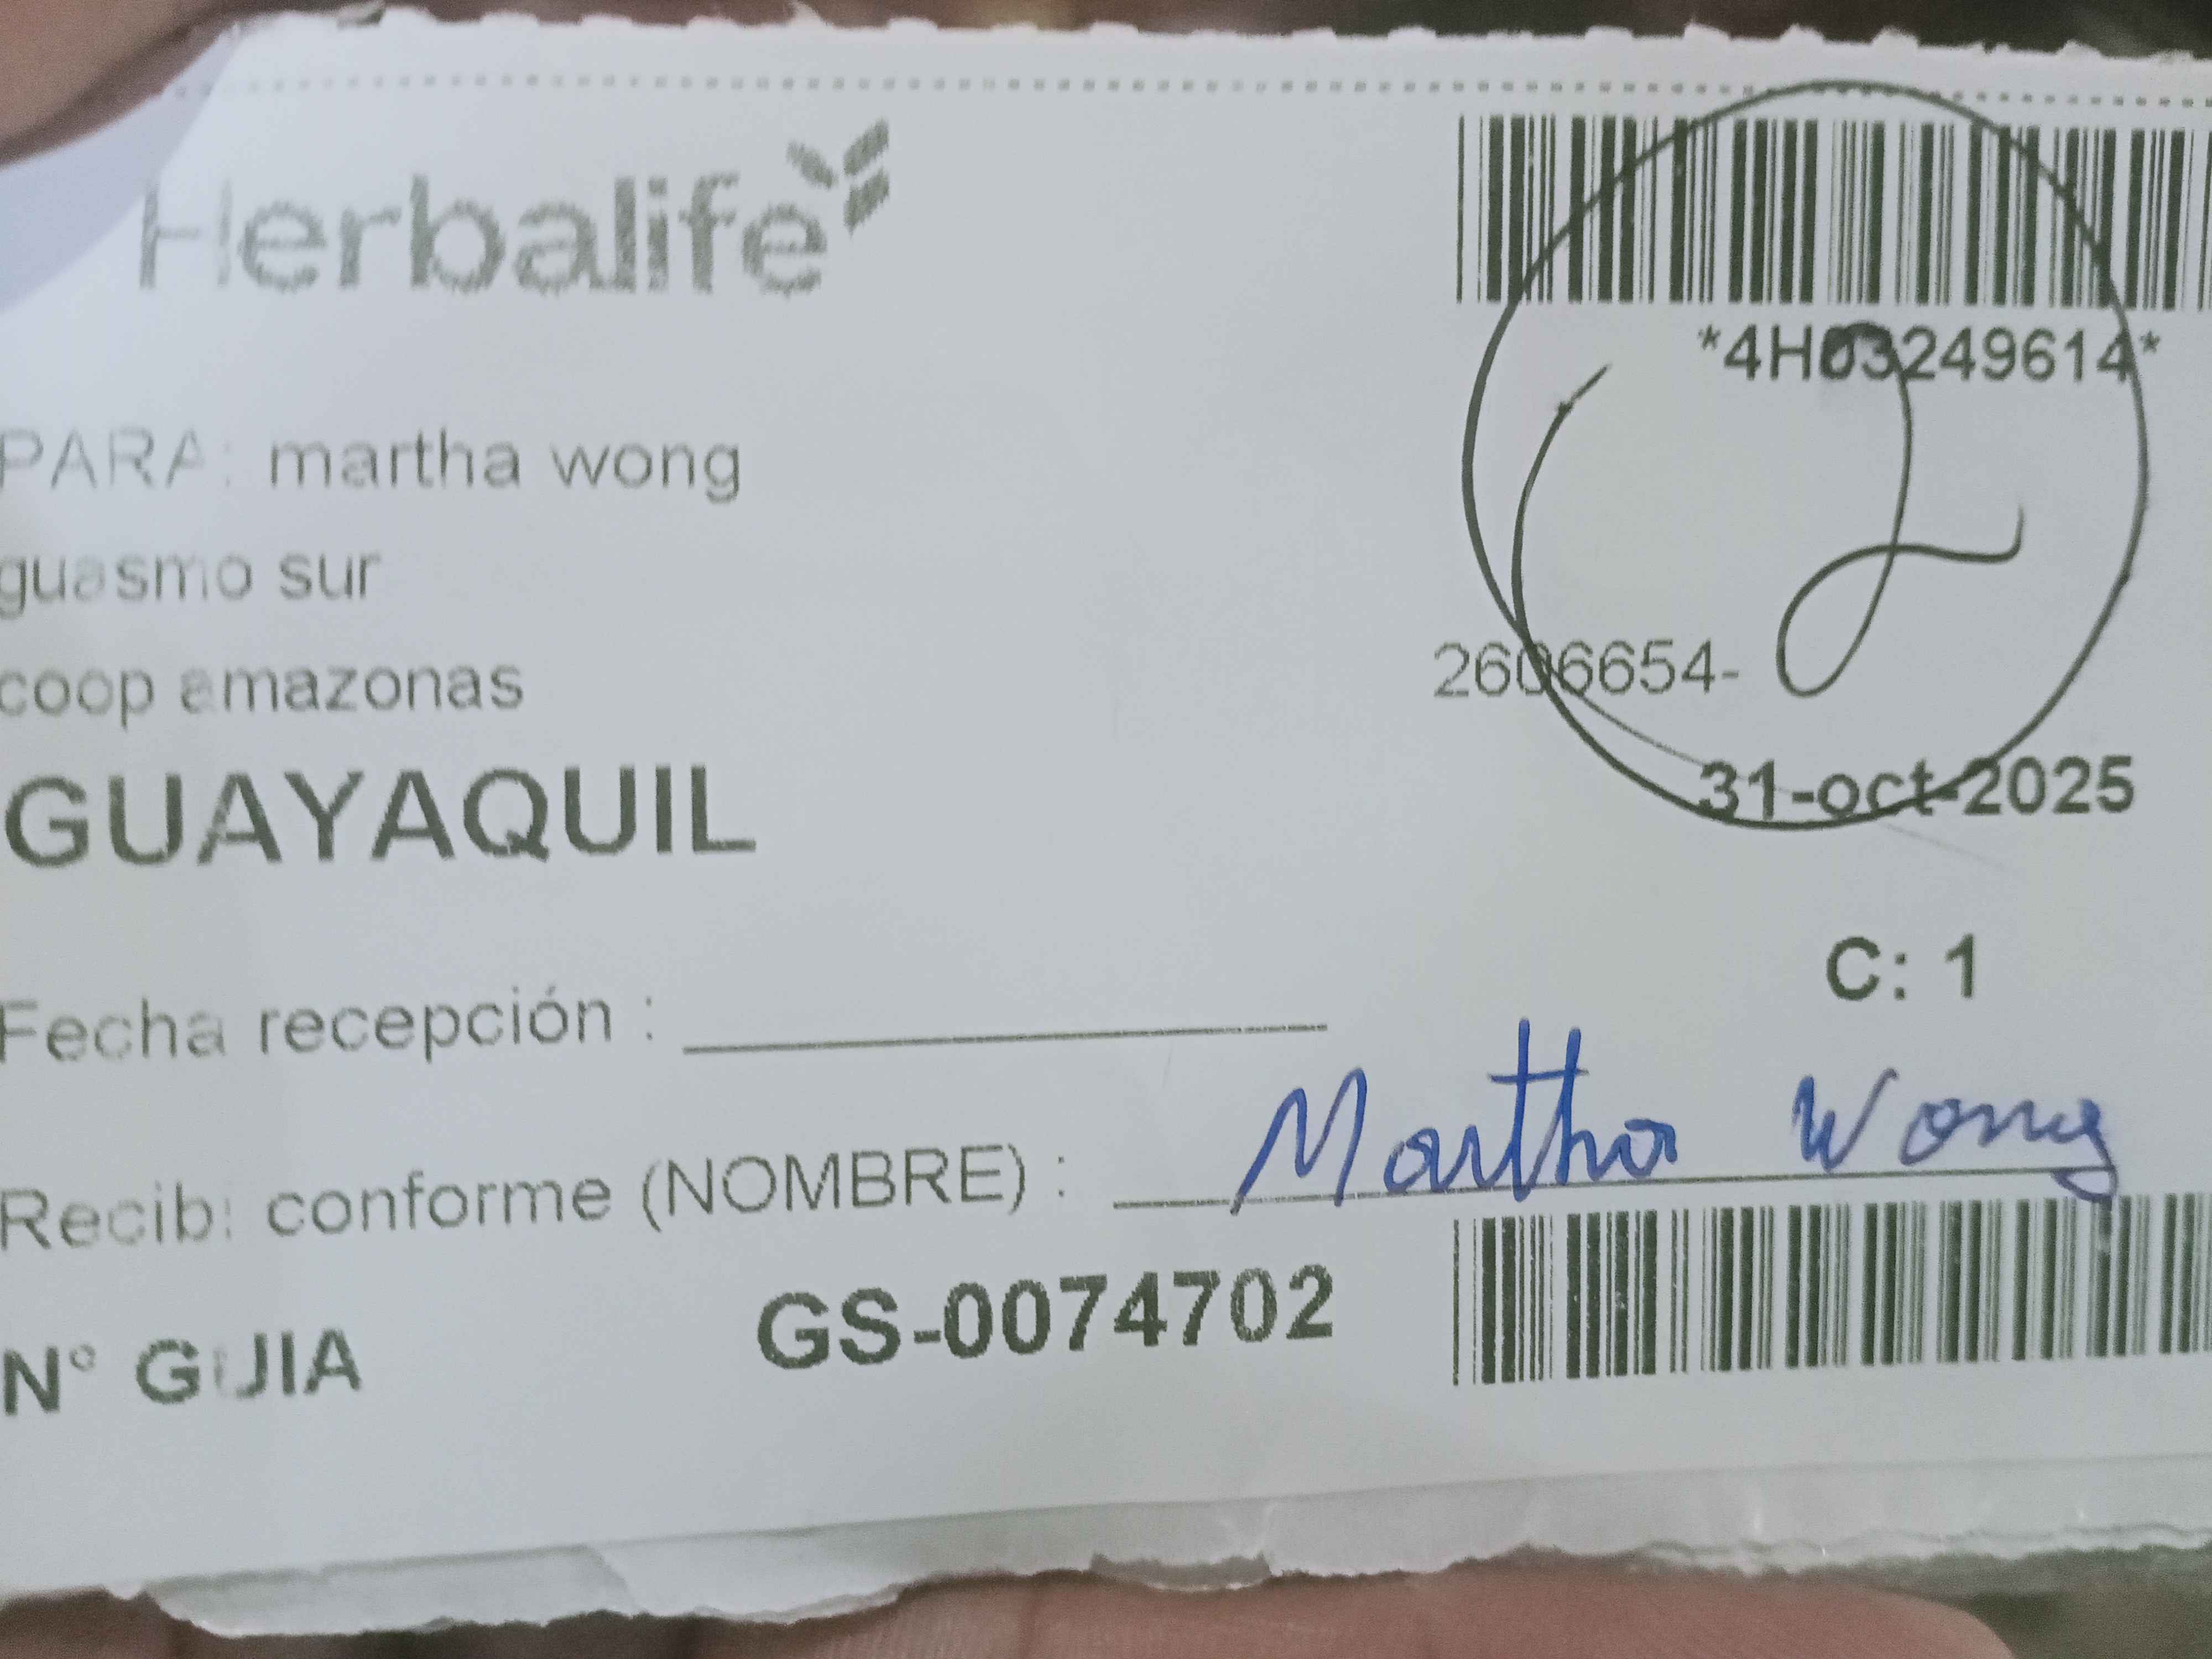 Herbalife
*4H03249614*
PARA: martha wong
guasmo sur
coop amazonas
2606654-
GUAYAQUIL
31-oct-2025
C: 1
Fecha recepción :
Recibi conforme (NOMBRE) : Martha Wong
N° GUIA GS-0074702